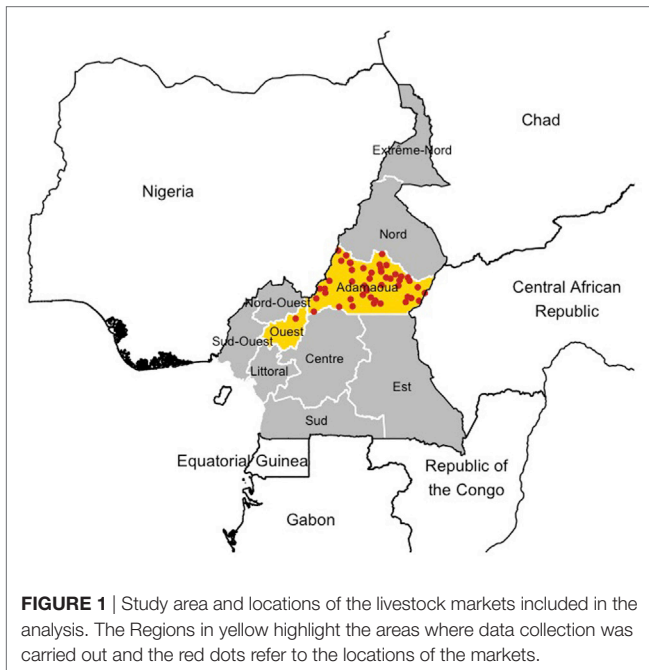 Chad
Extrême-Nord
Nigeria
Nord
Central African
Republic
Adamaoua
Nord-Ouest
Ouest
Sud-Ouest
Centre
Littoral
Est
Sud
Equatorial Guinea
Republic of
the Congo
Gabon
FIGURE 1 | Study area and locations of the livestock markets included in the
analysis. The Regions in yellow highlight the areas where data collection was
carried out and the red dots refer to the locations of the markets.